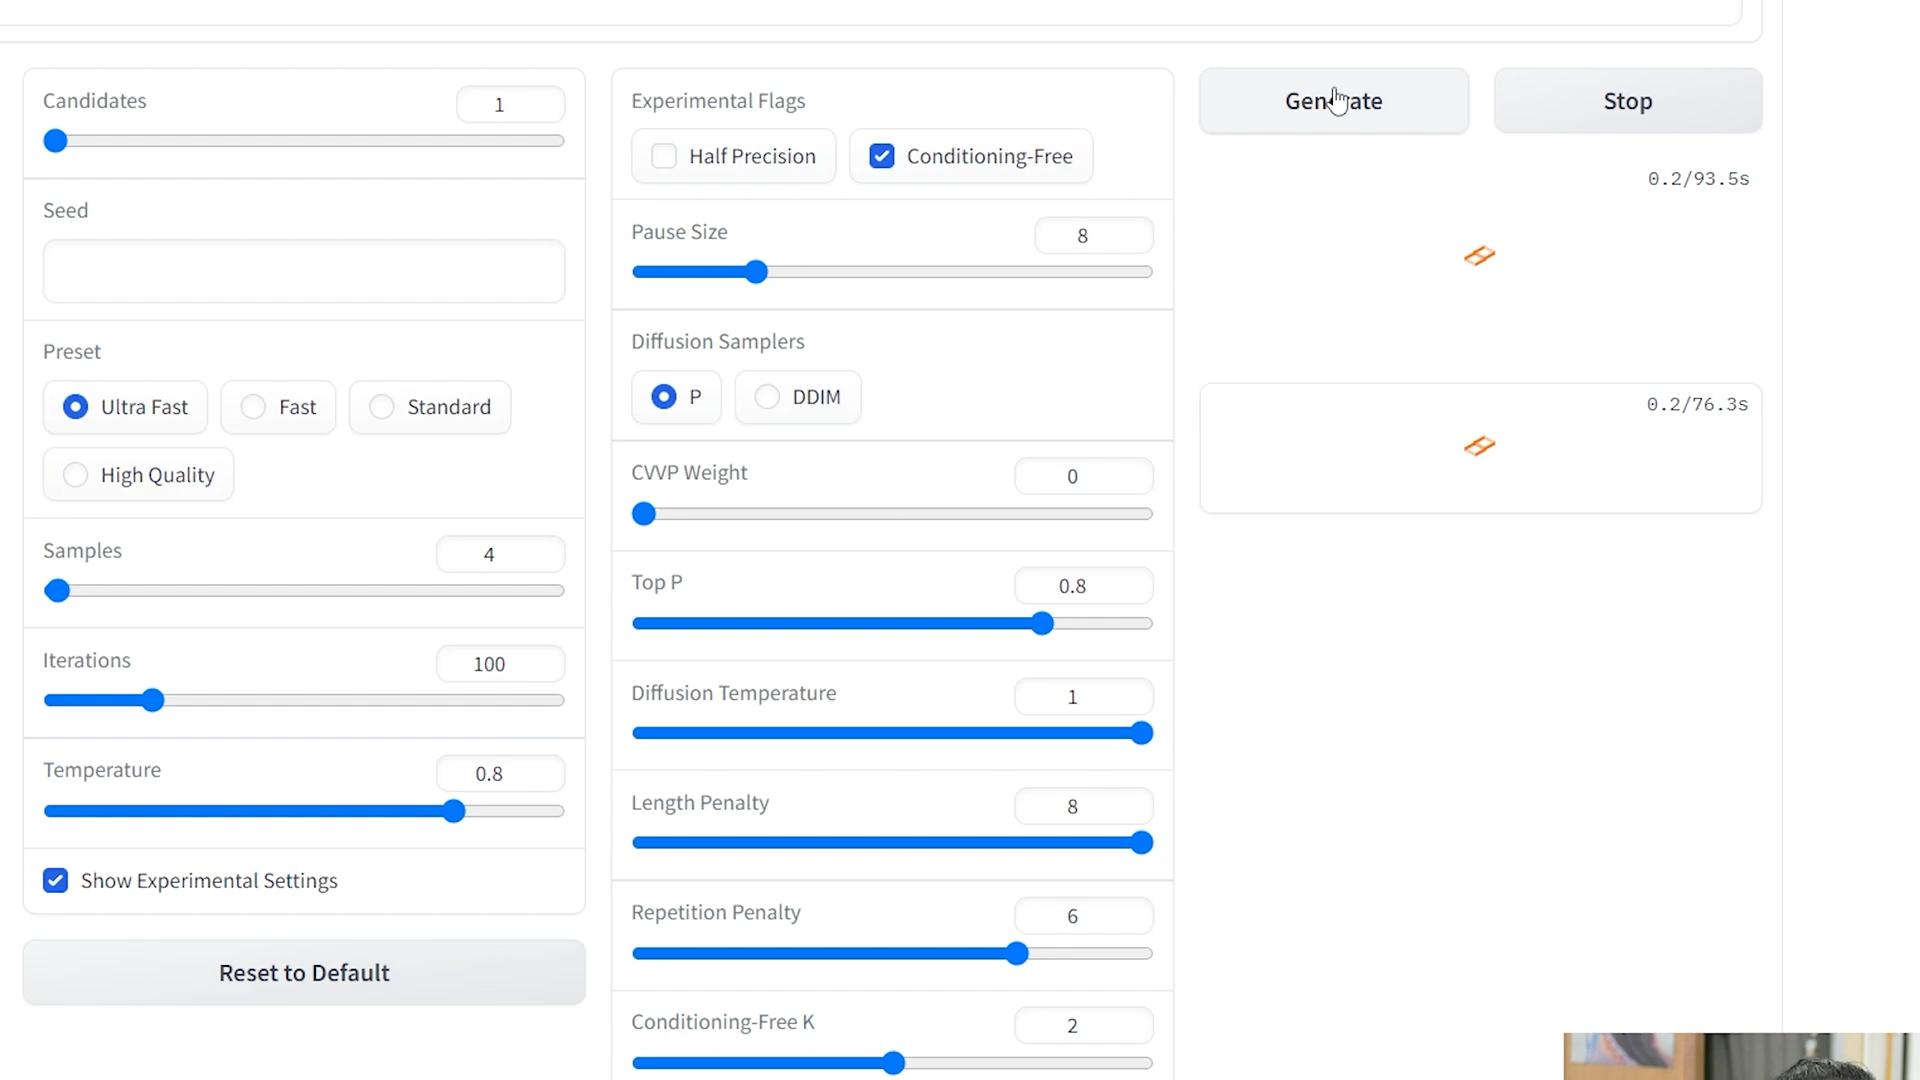 Candidates
1
Seed
Preset
Ultra Fast
Fast
Standard
High Quality
Samples
4
Iterations
100
Temperature
0.8
Show Experimental Settings
Reset to Default
Experimental Flags
Half Precision
Conditioning-Free
Pause Size
8
Diffusion Samplers
P
DDIM
CVVP Weight
0
Top P
0.8
Diffusion Temperature
1
Length Penalty
8
Repetition Penalty
6
Conditioning-Free K
2
Generate
Stop
0.2/93.5s
0.2/76.3s